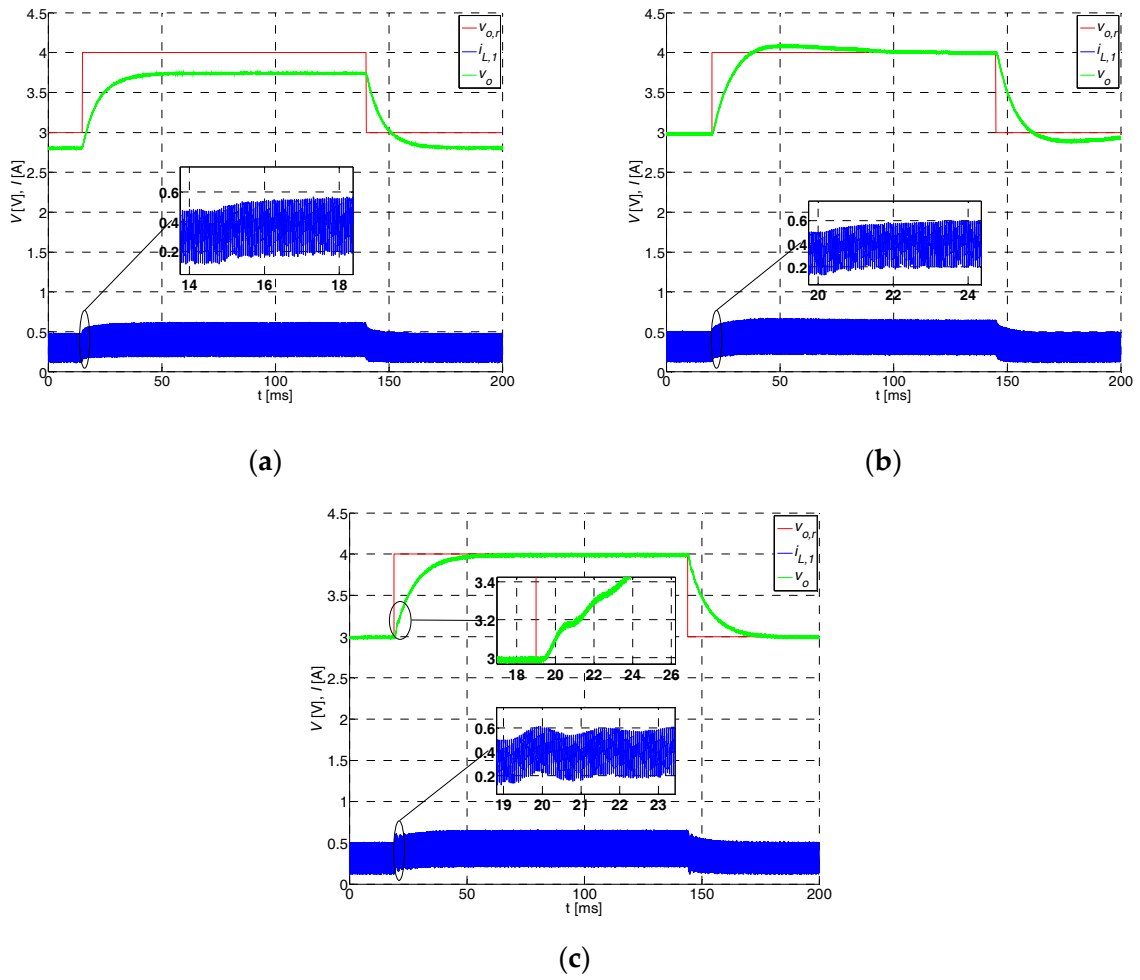 4.5
4
3.5
3
2.5
2
1.5
1
0.5
0
V [V], I [A]
v_{o,r}
i_{L,1}
v_o
0.6
0.4
0.2
14 16 18
0 50 100 150 200
t [ms]
(a)
4.5
4
3.5
3
2.5
2
1.5
1
0.5
0
V [V], I [A]
v_{o,r}
i_{L,1}
v_o
0.6
0.4
0.2
20 22 24
0 50 100 150 200
t [ms]
(b)
4.5
4
3.5
3
2.5
2
1.5
1
0.5
0
V [V], I [A]
v_{o,r}
i_{L,1}
v_o
3.4
3.2
3
18 20 22 24 26
0.6
0.4
0.2
19 20 21 22 23
0 50 100 150 200
t [ms]
(c)